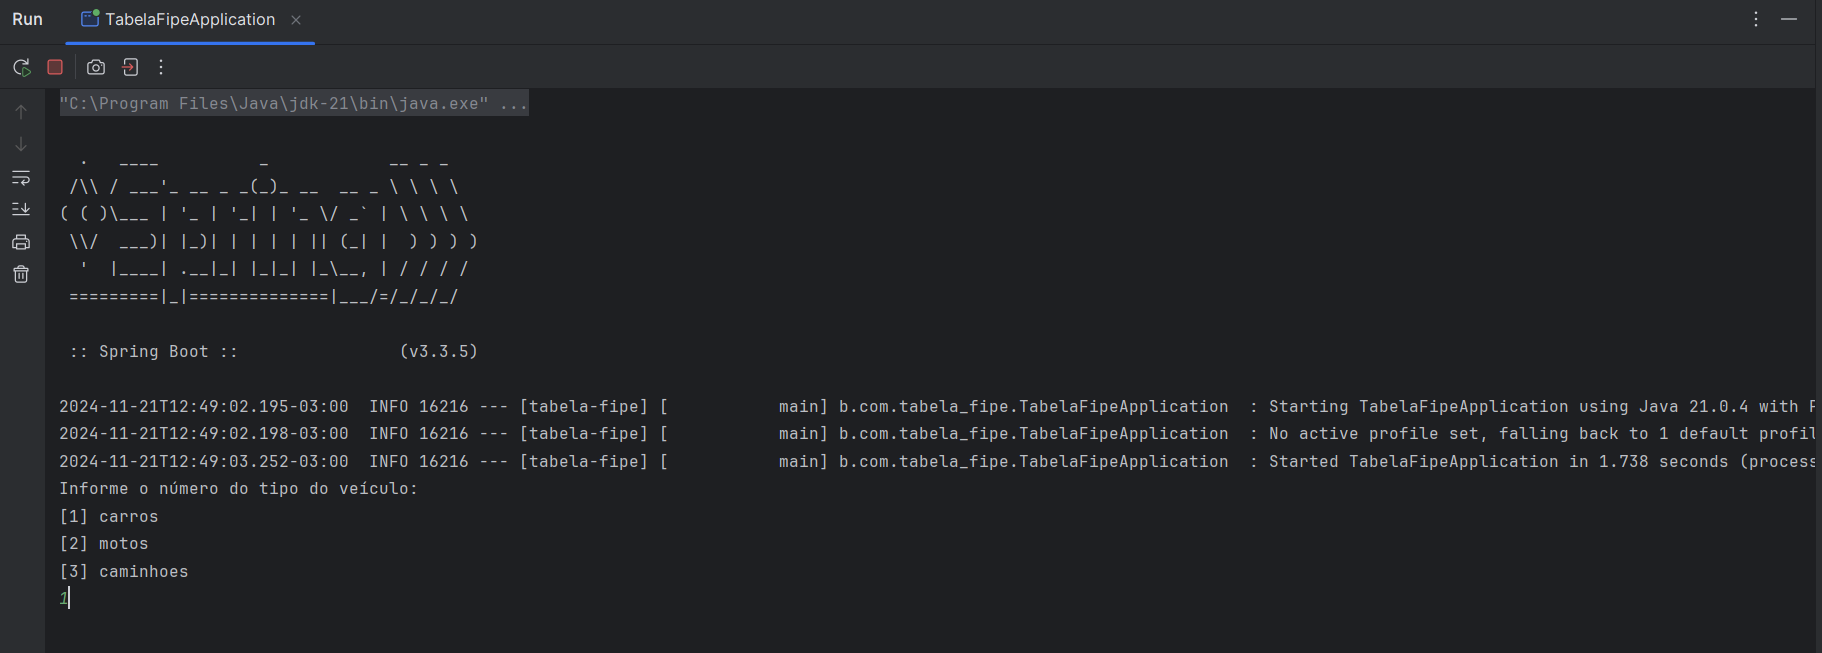 Run TabelaFipeApplication
"C:\Program Files\Java\jdk-21\bin\java.exe" ...
  .   ____          _            __ _ _
 /\\ / ___'_ __ _ _(_)_ __  __ _ \ \ \ \
( ( )\___ | '_ | '_| | '_ \/ _` | \ \ \ \
 \\/  ___)| |_)| | | | | || (_| |  ) ) ) )
  '  |____| .__|_| |_|_| |_\__, | / / / /
 =========|_|==============|___/=/_/_/_/
 :: Spring Boot ::                (v3.3.5)
2024-11-21T12:49:02.195-03:00  INFO 16216 --- [tabela-fipe] [           main] b.com.tabela_fipe.TabelaFipeApplication  : Starting TabelaFipeApplication using Java 21.0.4 with
2024-11-21T12:49:02.198-03:00  INFO 16216 --- [tabela-fipe] [           main] b.com.tabela_fipe.TabelaFipeApplication  : No active profile set, falling back to 1 default profil
2024-11-21T12:49:03.252-03:00  INFO 16216 --- [tabela-fipe] [           main] b.com.tabela_fipe.TabelaFipeApplication  : Started TabelaFipeApplication in 1.738 seconds (process
Informe o número do tipo do veículo:
[1] carros
[2] motos
[3] caminhoes
1